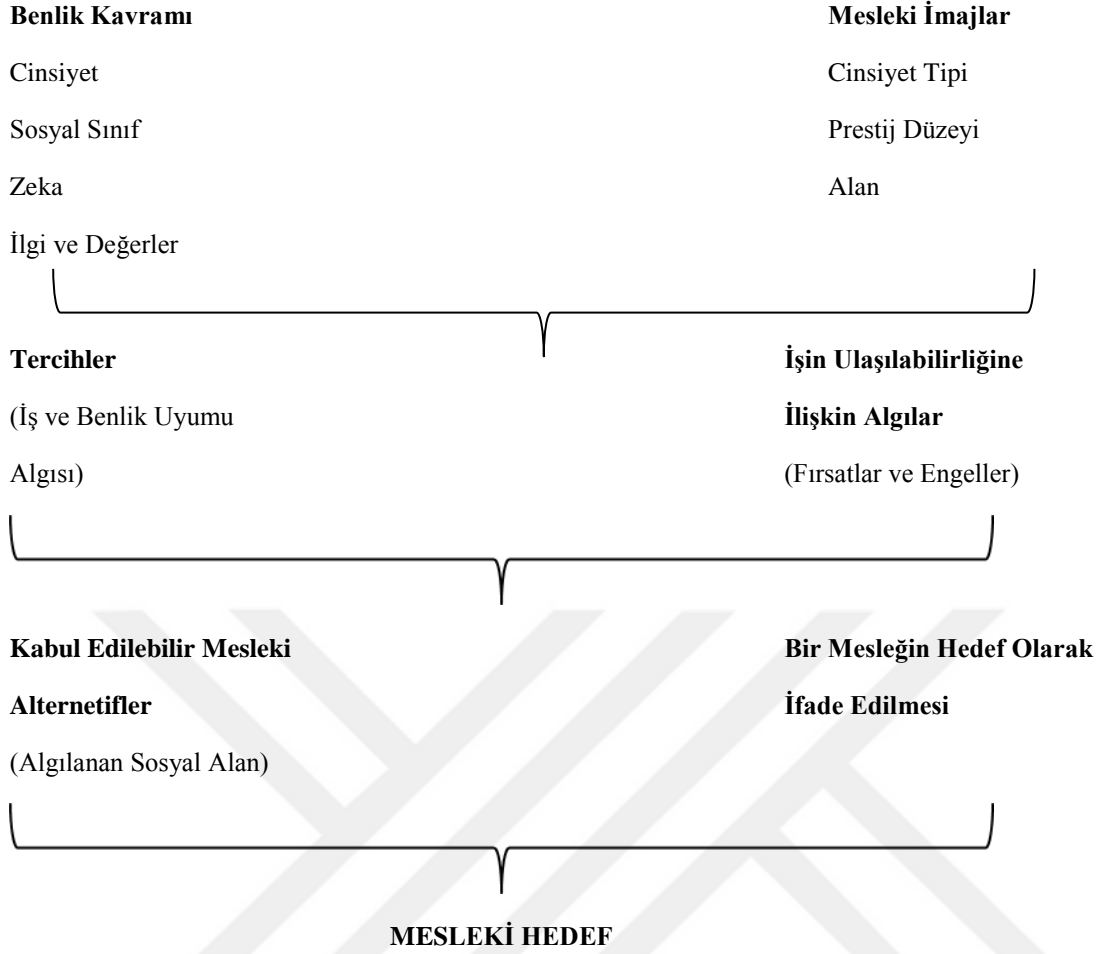 Benlik Kavramı
Mesleki İmajlar
Cinsiyet
Cinsiyet Tipi
Sosyal Sınıf
Prestij Düzeyi
Zeka
Alan
İlgi ve Değerler
Tercihler
(İş ve Benlik Uyumu
Algısı)
İşin Ulaşılabilirliğine
İlişkin Algılar
(Fırsatlar ve Engeller)
Kabul Edilebilir Mesleki
Alternetifler
(Algılanan Sosyal Alan)
Bir Mesleğin Hedef Olarak
İfade Edilmesi
MESLEKİ HEDEF